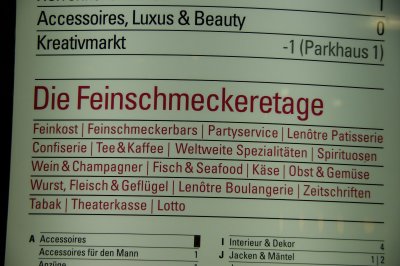 1
Accessoires, Luxus & Beauty 0
Kreativmarkt -1 (Parkhaus 1)
Die Feinschmeckeretage
Feinkost | Feinschmeckerbars | Partyservice | Lenôtre Patisserie
Confiserie | Tee & Kaffee | Weltweite Spezialitäten | Spirituosen
Wein & Champagner | Fisch & Seafood | Käse | Obst & Gemüse
Wurst, Fleisch & Geflügel | Lenôtre Boulangerie | Zeitschriften
Tabak | Theaterkasse | Lotto
A Accessoires
Accessoires für den Mann 1
Anzüge
I Interieur & Dekor 4
J Jacken & Mäntel 1 | 2